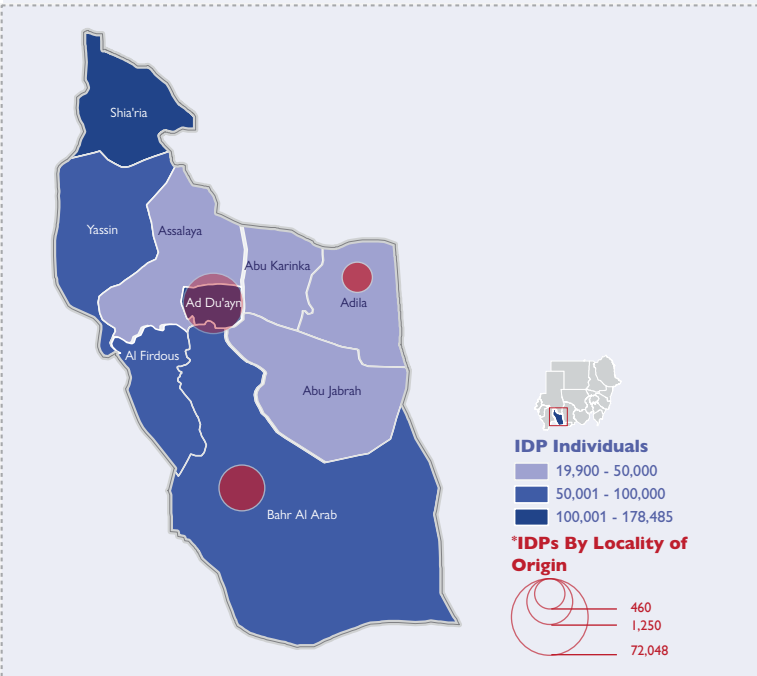 Shia'ria
Yassin
Assalaya
Abu Karinka
Ad Du'ayn
Adila
Al Firdous
Abu Jabrah
Bahr Al Arab
IDP Individuals
19,900 - 50,000
50,001 - 100,000
100,001 - 178,485
*IDPs By Locality of
Origin
460
1,250
72,048